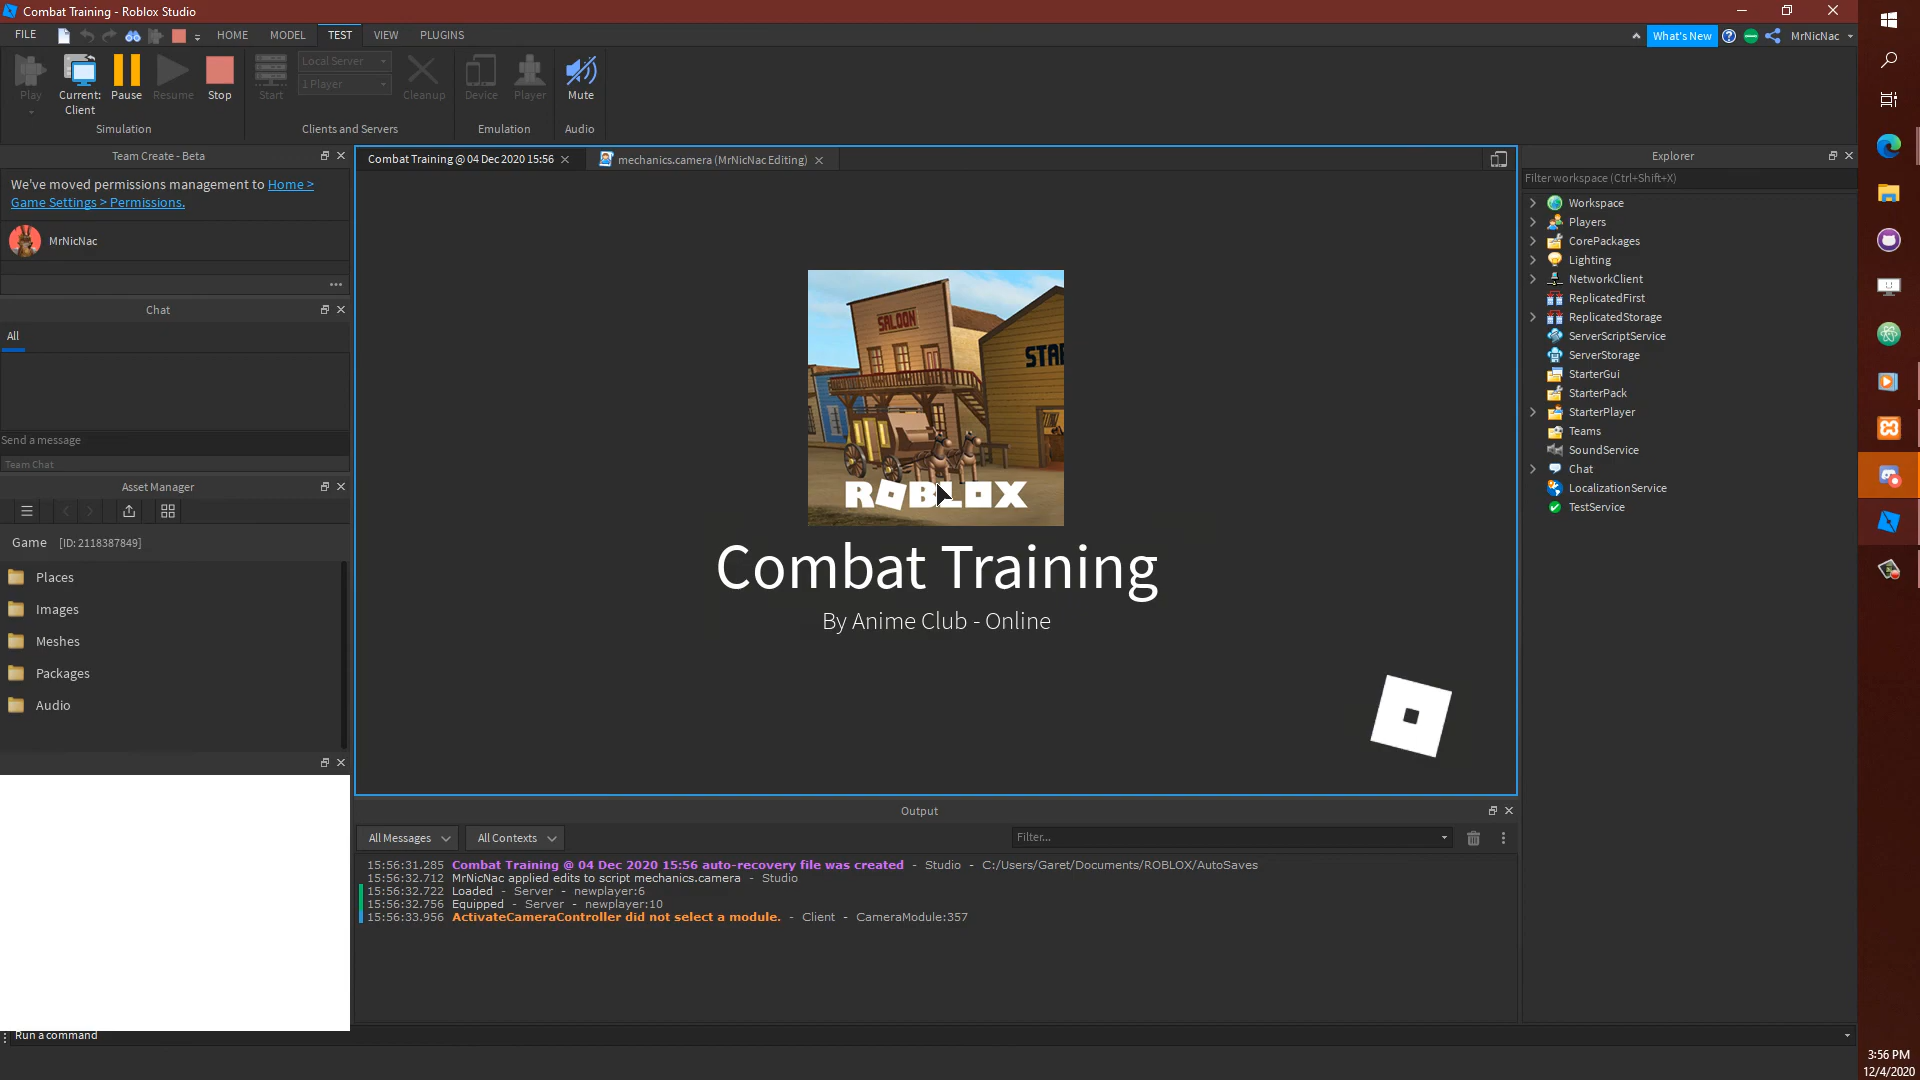 Combat Training - Roblox Studio
FILE
HOME
MODEL
TEST
VIEW
PLUGINS
What's New
MrNicNac
Play
Current:
Client
Pause
Resume
Stop
Start
Local Server
1 Player
Cleanup
Device
Player
Mute
Simulation
Clients and Servers
Emulation
Audio
Team Create - Beta
We've moved permissions management to Home >
Game Settings > Permissions.
MrNicNac
Chat
All
Send a message
Team Chat
Asset Manager
Game [ID: 2118387849]
Places
Images
Meshes
Packages
Audio
Combat Training @ 04 Dec 2020 15:56
mechanics.camera (MrNicNac Editing)
SALOON
STAB
ROBLOX
Combat Training
By Anime Club - Online
Output
All Messages
All Contexts
Filter...
15:56:31.285 Combat Training @ 04 Dec 2020 15:56 auto-recovery file was created - Studio - C:/Users/Garet/Documents/ROBLOX/AutoSaves
15:56:32.712 MrNicNac applied edits to script mechanics.camera - Studio
15:56:32.722 Loaded - Server - newplayer:6
15:56:32.756 Equipped - Server - newplayer:10
15:56:33.956 ActivateCameraController did not select a module. - Client - CameraModule:357
Run a command
Explorer
Filter workspace (Ctrl+Shift+X)
Workspace
Players
CorePackages
Lighting
NetworkClient
ReplicatedFirst
ReplicatedStorage
ServerScriptService
ServerStorage
StarterGui
StarterPack
StarterPlayer
Teams
SoundService
Chat
LocalizationService
TestService
3:56 PM
12/4/2020